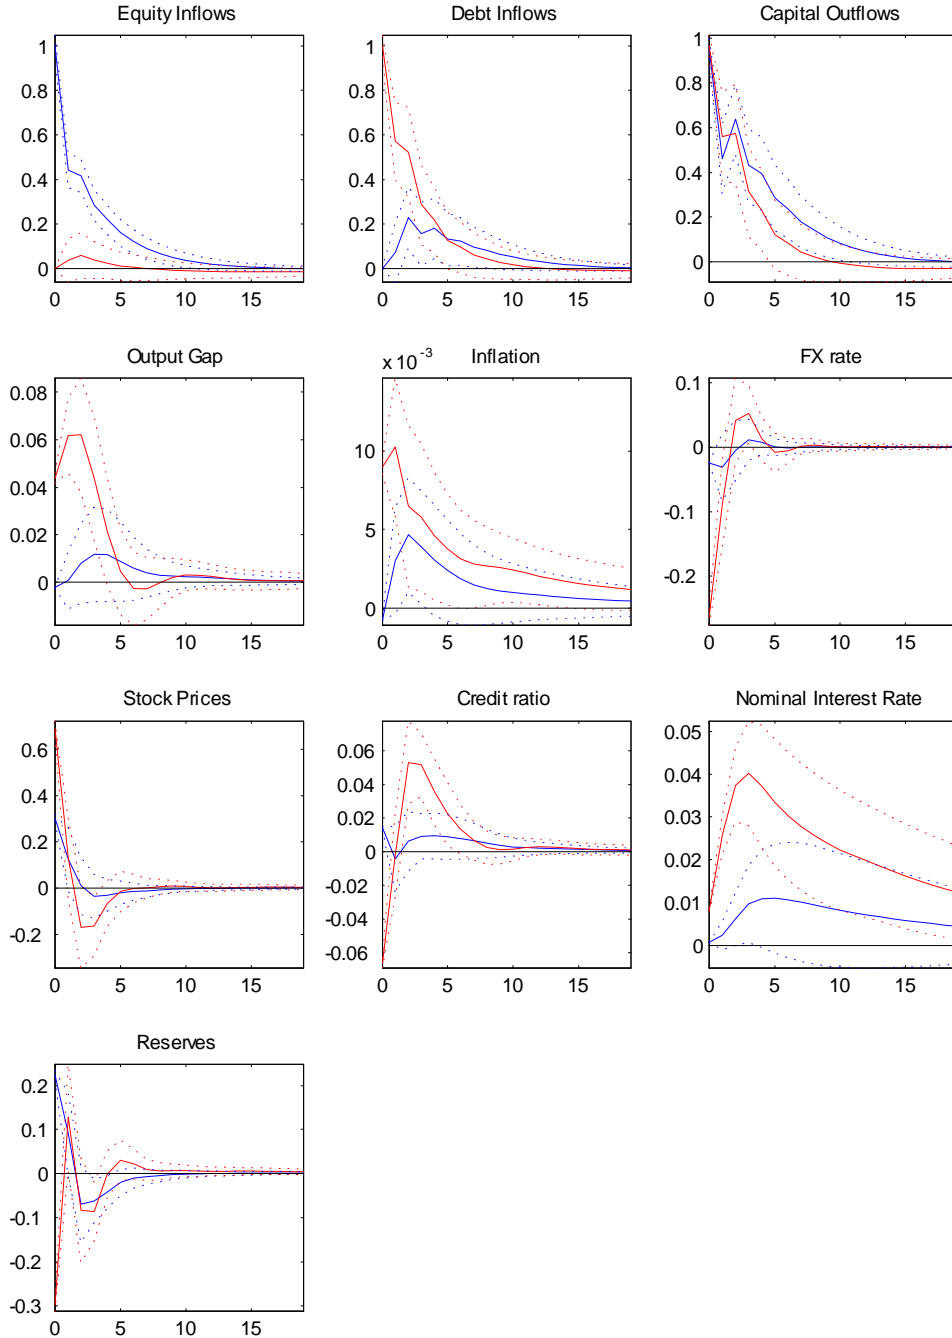 Equity Inflows
1
0.8
0.6
0.4
0.2
0
0 5 10 15
Debt Inflows
1
0.8
0.6
0.4
0.2
0
0 5 10 15
Capital Outflows
1
0.8
0.6
0.4
0.2
0
0 5 10 15
Output Gap
0.08
0.06
0.04
0.02
0
0 5 10 15
x 10-3
Inflation
10
5
0
0 5 10 15
FX rate
0.1
0
-0.1
-0.2
0 5 10 15
Stock Prices
0.6
0.4
0.2
0
-0.2
0 5 10 15
Credit ratio
0.06
0.04
0.02
0
-0.02
-0.04
-0.06
0 5 10 15
Nominal Interest Rate
0.05
0.04
0.03
0.02
0.01
0
0 5 10 15
Reserves
0.2
0.1
0
-0.1
-0.2
-0.3
0 5 10 15